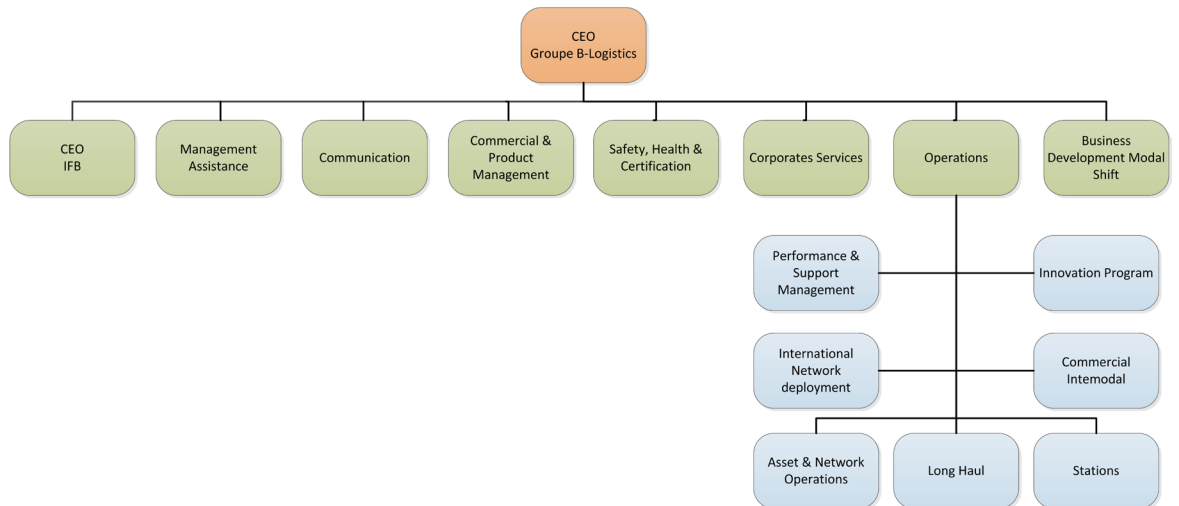 CEO
Groupe B-Logistics
CEO
IFB
Management
Assistance
Communication
Commercial &
Product
Management
Safety, Health &
Certification
Corporates Services
Operations
Business
Development Modal
Shift
Performance &
Support
Management
Innovation Program
International
Network
deployment
Commercial
Intemodal
Asset & Network
Operations
Long Haul
Stations